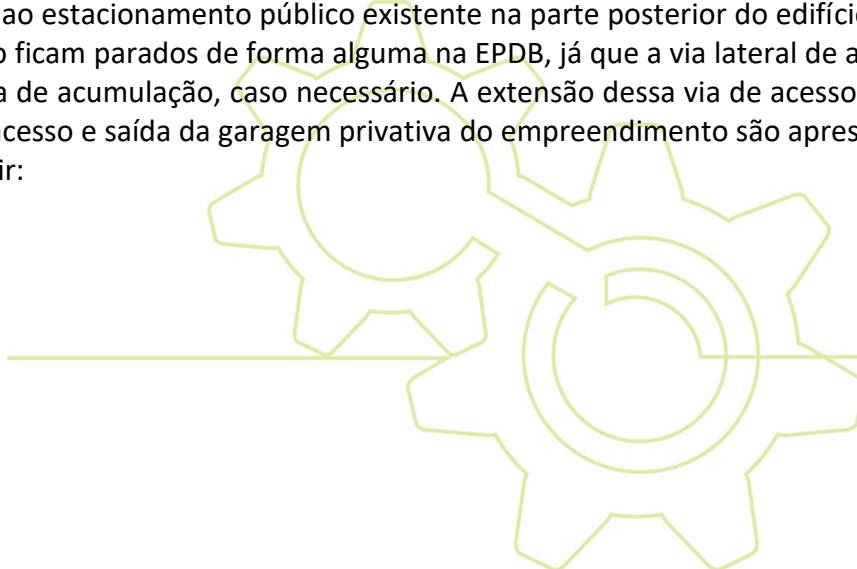 ao estacionamento público existente na parte posterior do edifíci
o ficam parados de forma alguma na EPDB, já que a via lateral de a
a de acumulação, caso necessário. A extensão dessa via de acesso
acesso e saída da garagem privativa do empreendimento são apres
ir: